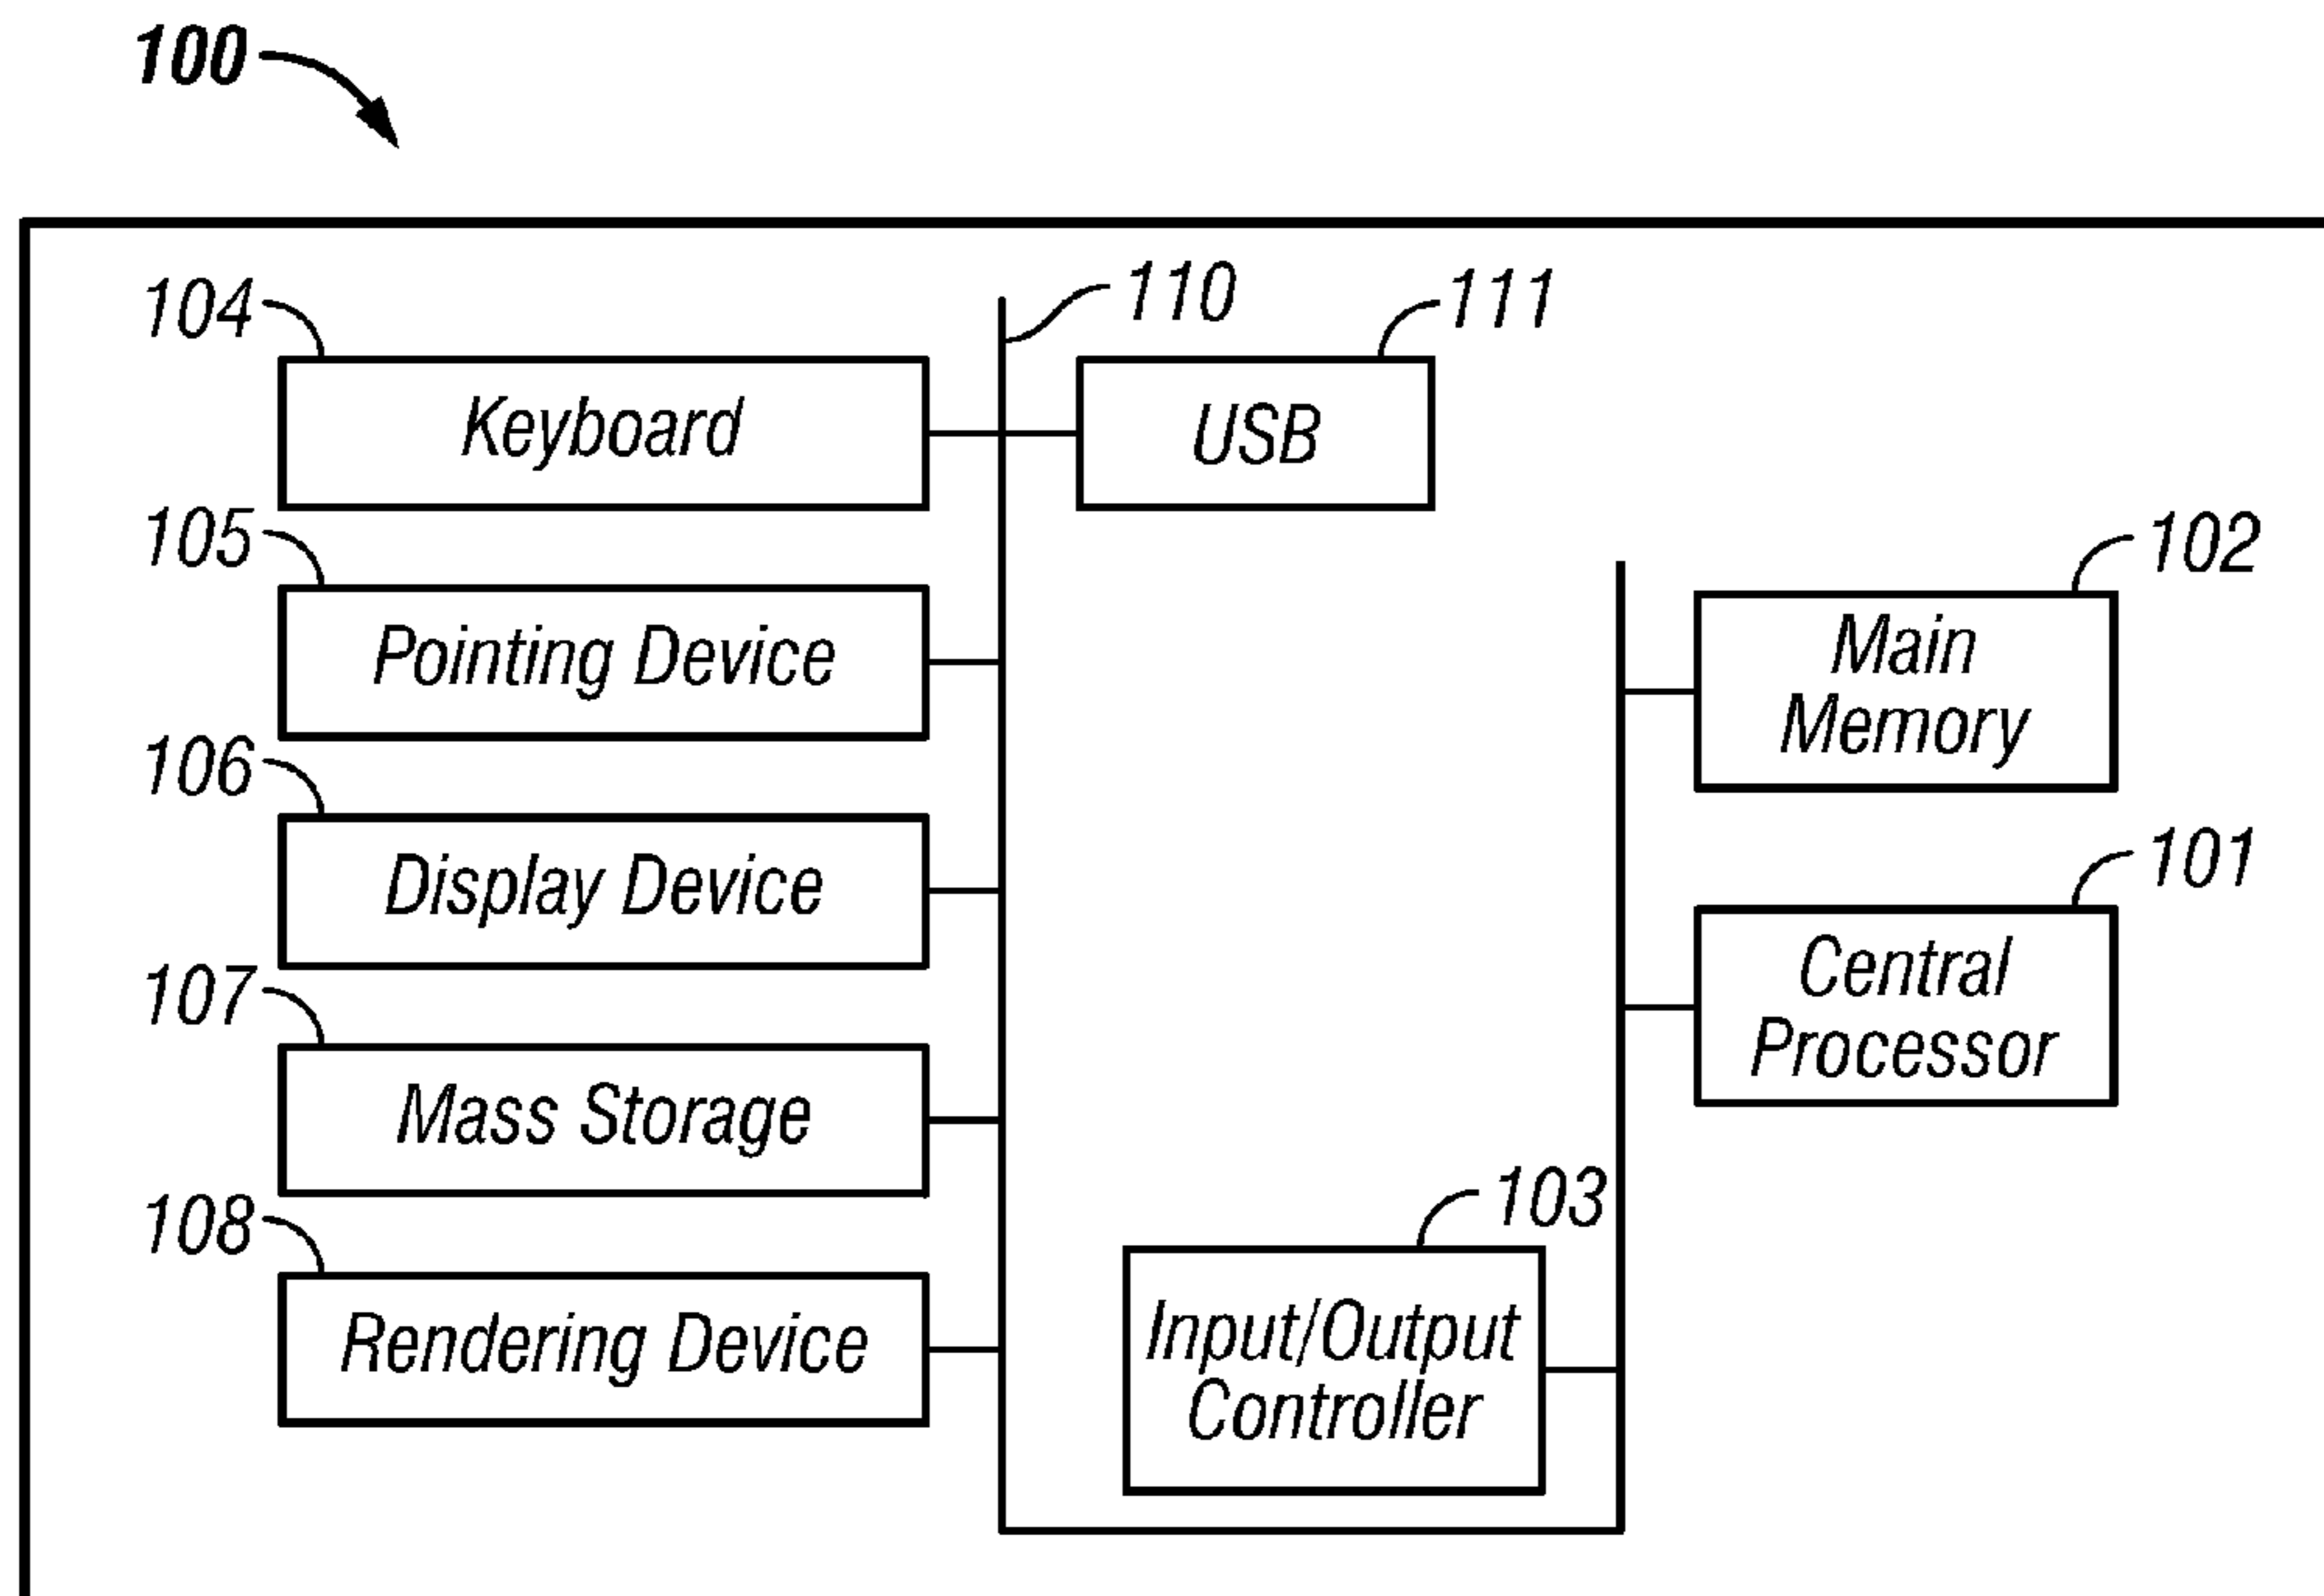 100
104
110
111
Keyboard
USB
105
102
Pointing Device
Main
Memory
106
101
Display Device
Central
Processor
107
Mass Storage
103
108
Rendering Device
Input/Output
Controller